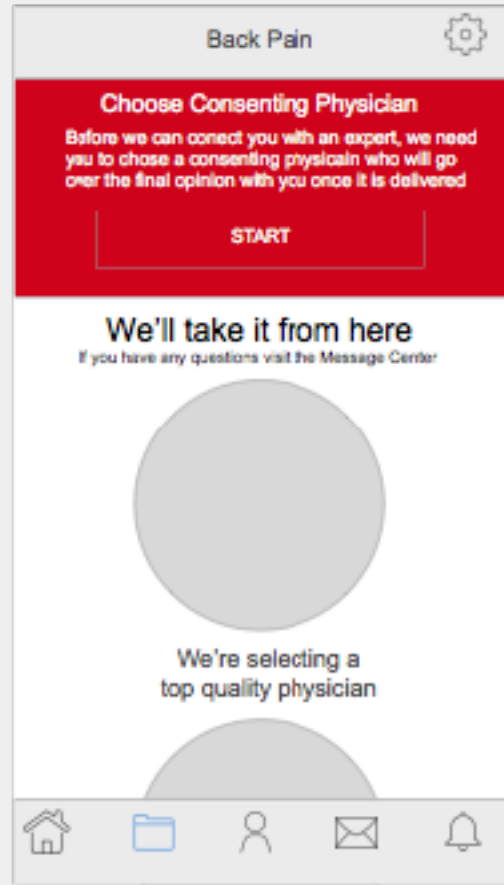 Back Pain
Choose Consenting Physician
Before we can conect you with an expert, we need
you to chose a consenting physicain who will go
over the final opinion with you once it is delivered
START
We'll take it from here
If you have any questions visit the Message Center
We're selecting a
top quality physician